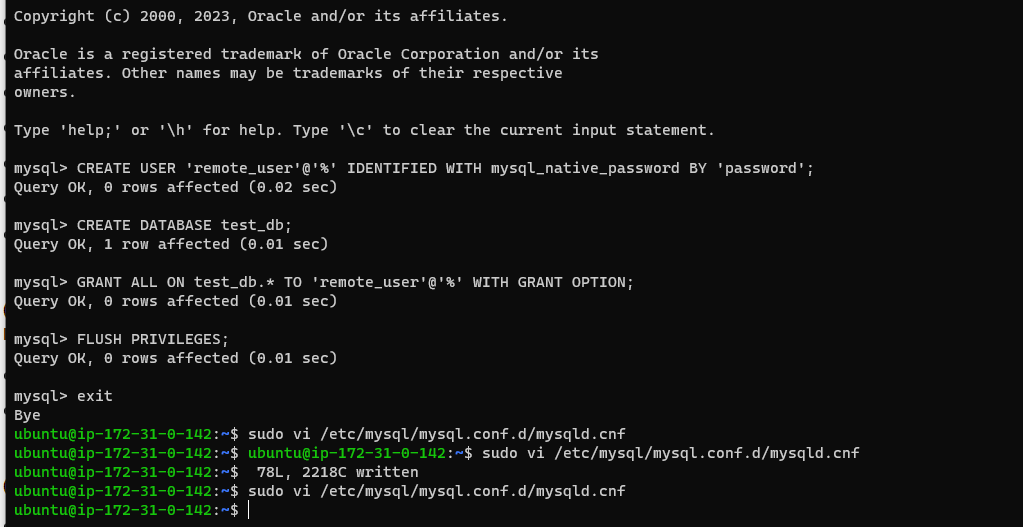 Copyright (c) 2000, 2023, Oracle and/or its affiliates.
Oracle is a registered trademark of Oracle Corporation and/or its
affiliates. Other names may be trademarks of their respective
owners.
Type 'help;' or '\h' for help. Type '\c' to clear the current input statement.
mysql> CREATE USER 'remote_user'@'%' IDENTIFIED WITH mysql_native_password BY 'password';
Query OK, 0 rows affected (0.02 sec)
mysql> CREATE DATABASE test_db;
Query OK, 1 row affected (0.01 sec)
mysql> GRANT ALL ON test_db.* TO 'remote_user'@'%' WITH GRANT OPTION;
Query OK, 0 rows affected (0.01 sec)
mysql> FLUSH PRIVILEGES;
Query OK, 0 rows affected (0.01 sec)
mysql> exit
Bye
ubuntu@ip-172-31-0-142:~$ sudo vi /etc/mysql/mysql.conf.d/mysqld.cnf
ubuntu@ip-172-31-0-142:~$ ubuntu@ip-172-31-0-142:~$ sudo vi /etc/mysql/mysql.conf.d/mysqld.cnf
ubuntu@ip-172-31-0-142:~$  78L, 2218C written
ubuntu@ip-172-31-0-142:~$ sudo vi /etc/mysql/mysql.conf.d/mysqld.cnf
ubuntu@ip-172-31-0-142:~$